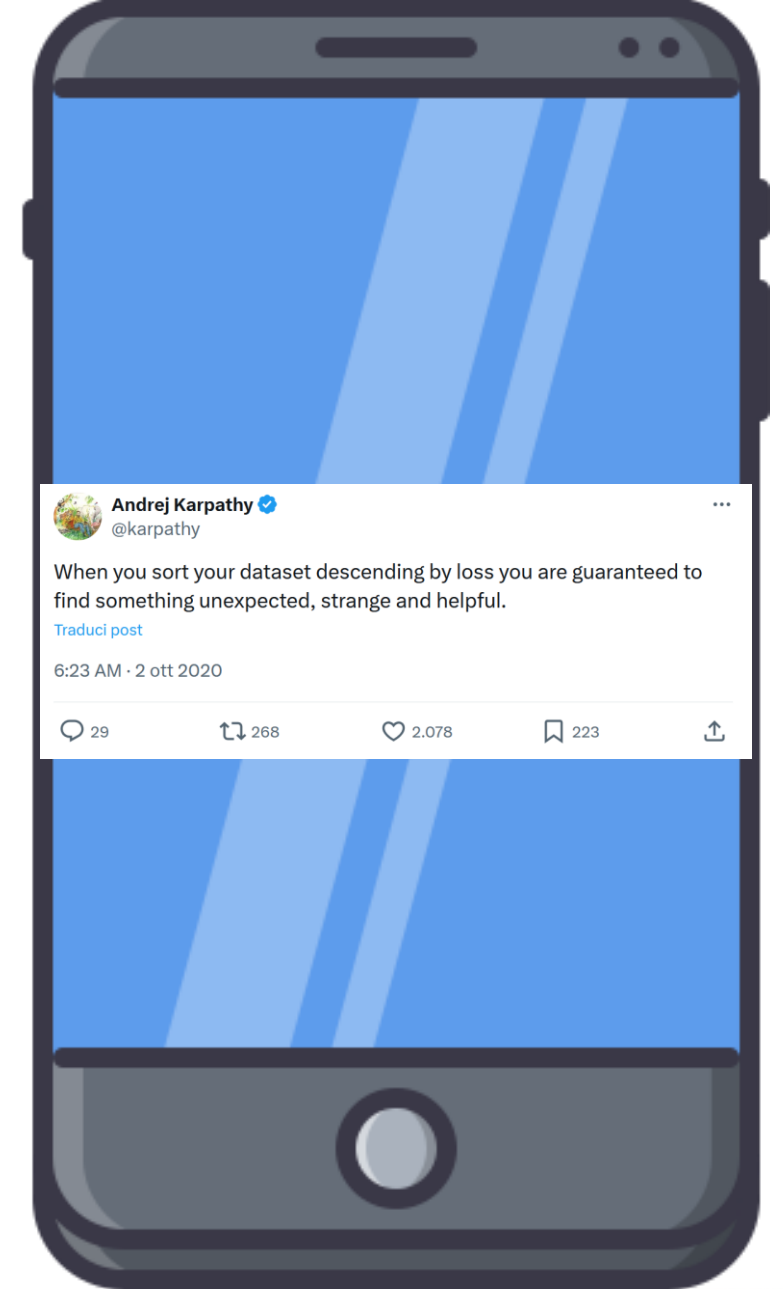 Andrej Karpathy
@karpathy
When you sort your dataset descending by loss you are guaranteed to
find something unexpected, strange and helpful.
Traduci post
6:23 AM · 2 ott 2020
29 268 2.078 223